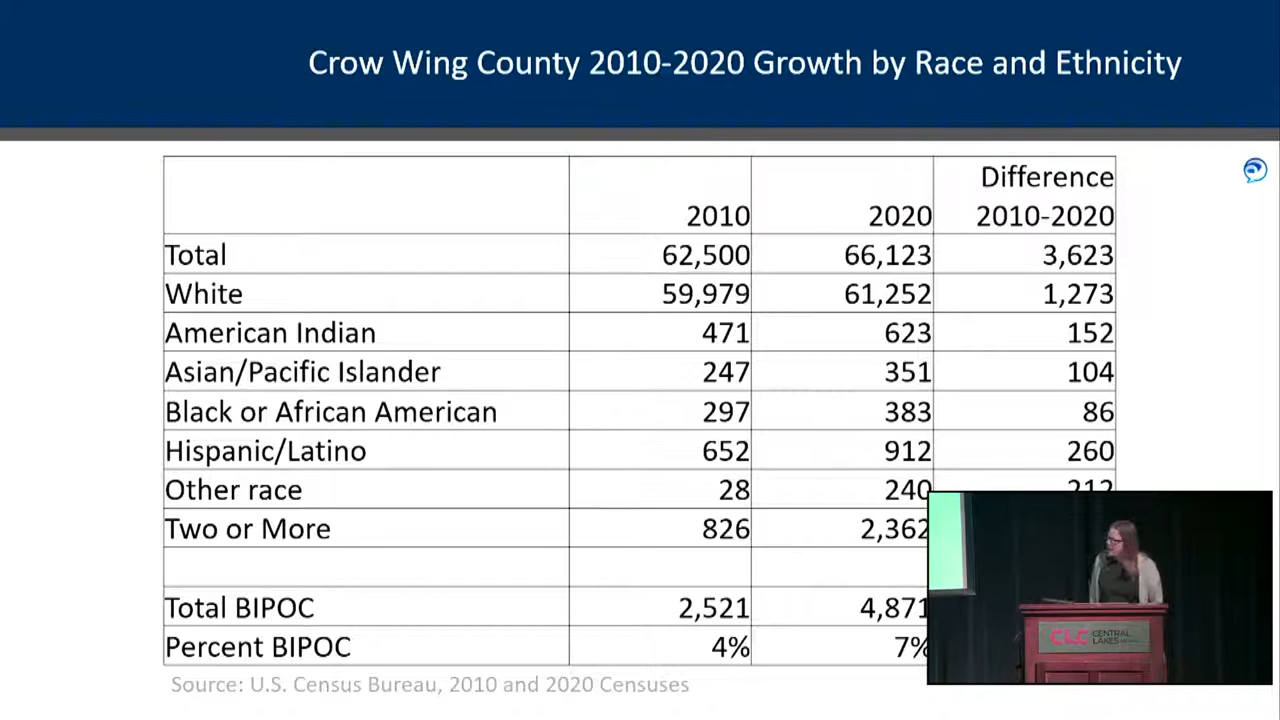 Crow Wing County 2010-2020 Growth by Race and Ethnicity
Difference
2010 2020 2010-2020
Total 62,500 66,123 3,623
White 59,979 61,252 1,273
American Indian 471 623 152
Asian/Pacific Islander 247 351 104
Black or African American 297 383 86
Hispanic/Latino 652 912 260
Other race 28 240 212
Two or More 826 2,362
Total BIPOC 2,521 4,871
Percent BIPOC 4% 7%
Source: U.S. Census Bureau, 2010 and 2020 Censuses
CLC CENTRAL
LAKES